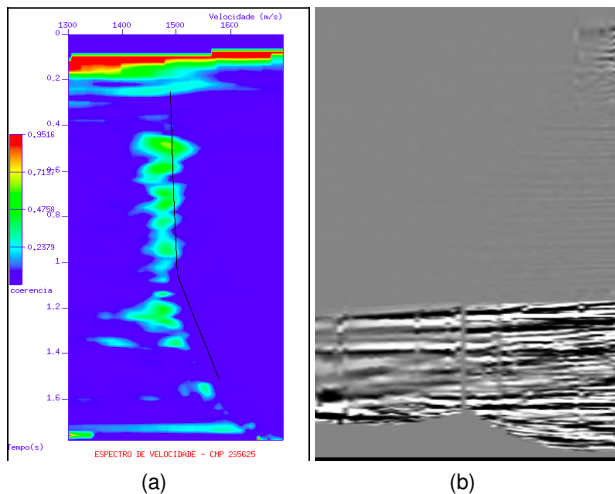 Velocidade (m/s)
1300 1400 1500 1600
0
0.2
0.4
0.6
0.8
1
1.2
1.4
1.6
0.9516
0.7137
0.4758
0.2379
coerencia
Tempo(s)
ESPECTRO DE VELOCIDADE - CMP 235625
(a) (b)